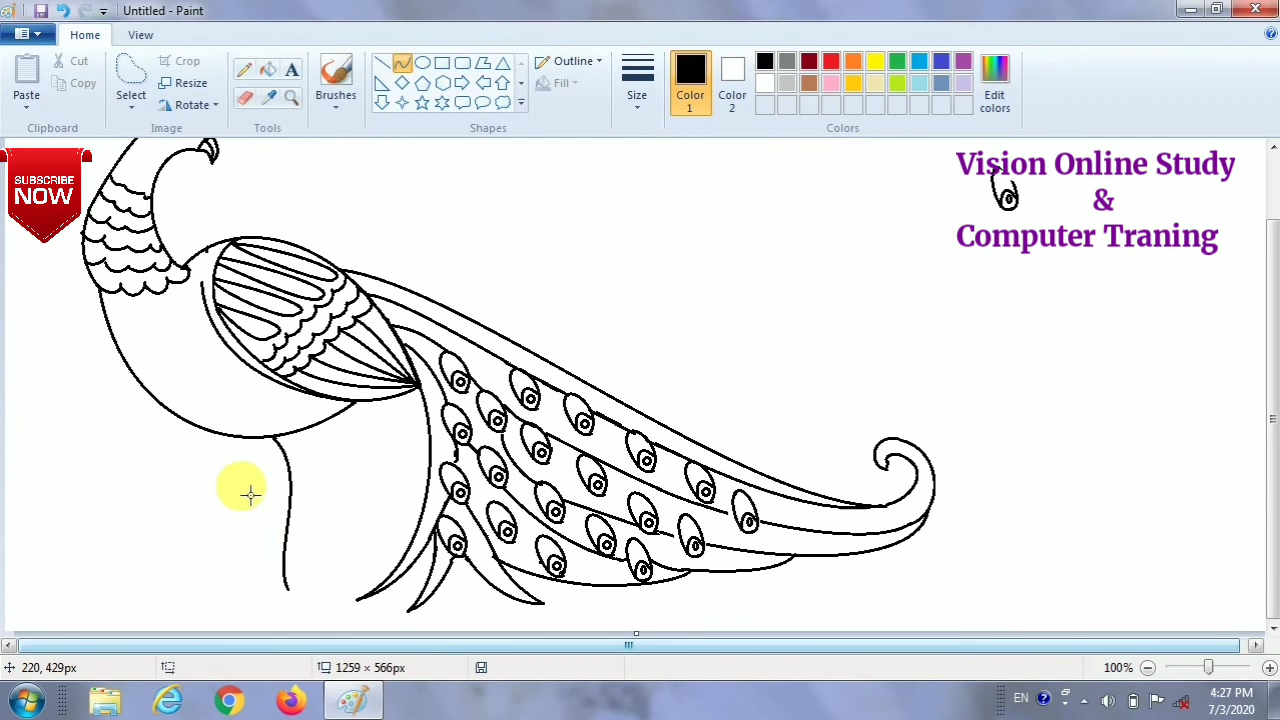 Untitled - Paint
Home
View
Paste
Cut
Copy
Clipboard
Select
Crop
Resize
Rotate
Image
A
Tools
Brushes
Outline
Fill
Shapes
Size
Color
1
Color
2
Edit
colors
Colors
SUBSCRIBE
NOW
Vision Online Study
&
Computer Traning
220, 429px
1259 × 566px
100%
EN
4:27 PM
7/3/2020